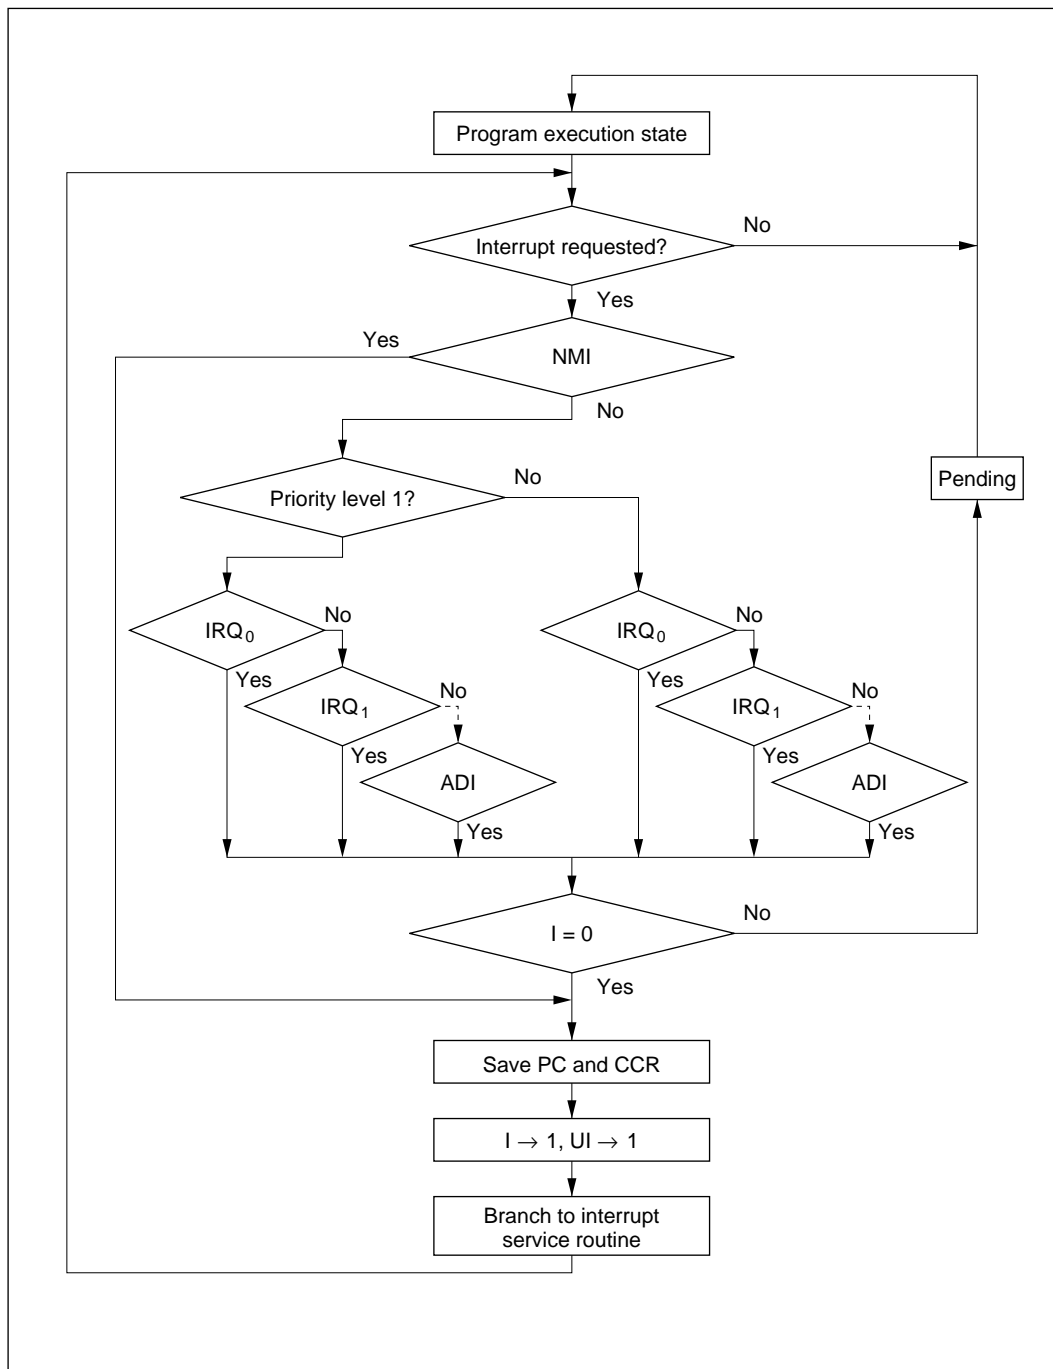 Program execution state
Interrupt requested?
No
Yes
Yes
NMI
No
Priority level 1?
No
Pending
IRQ0
No
IRQ0
No
Yes
IRQ1
No
Yes
IRQ1
No
Yes
ADI
Yes
ADI
Yes
Yes
I = 0
No
Yes
Save PC and CCR
I → 1, UI → 1
Branch to interrupt
service routine